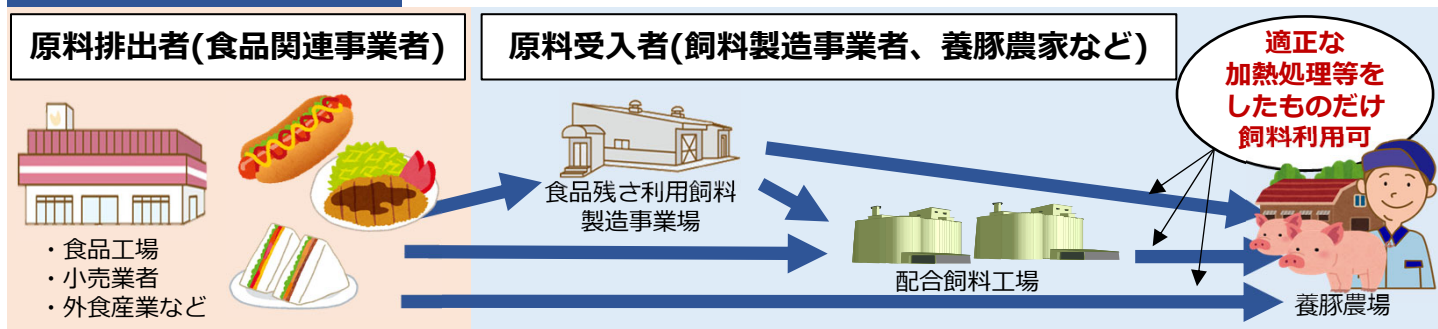 原料排出者(食品関連事業者)
原料受入者(飼料製造事業者、養豚農家など)
適正な
加熱処理等を
したものだけ
飼料利用可
食品残さ利用飼料
製造事業場
・食品工場
・小売業者
・外食産業など
配合飼料工場
養豚農場